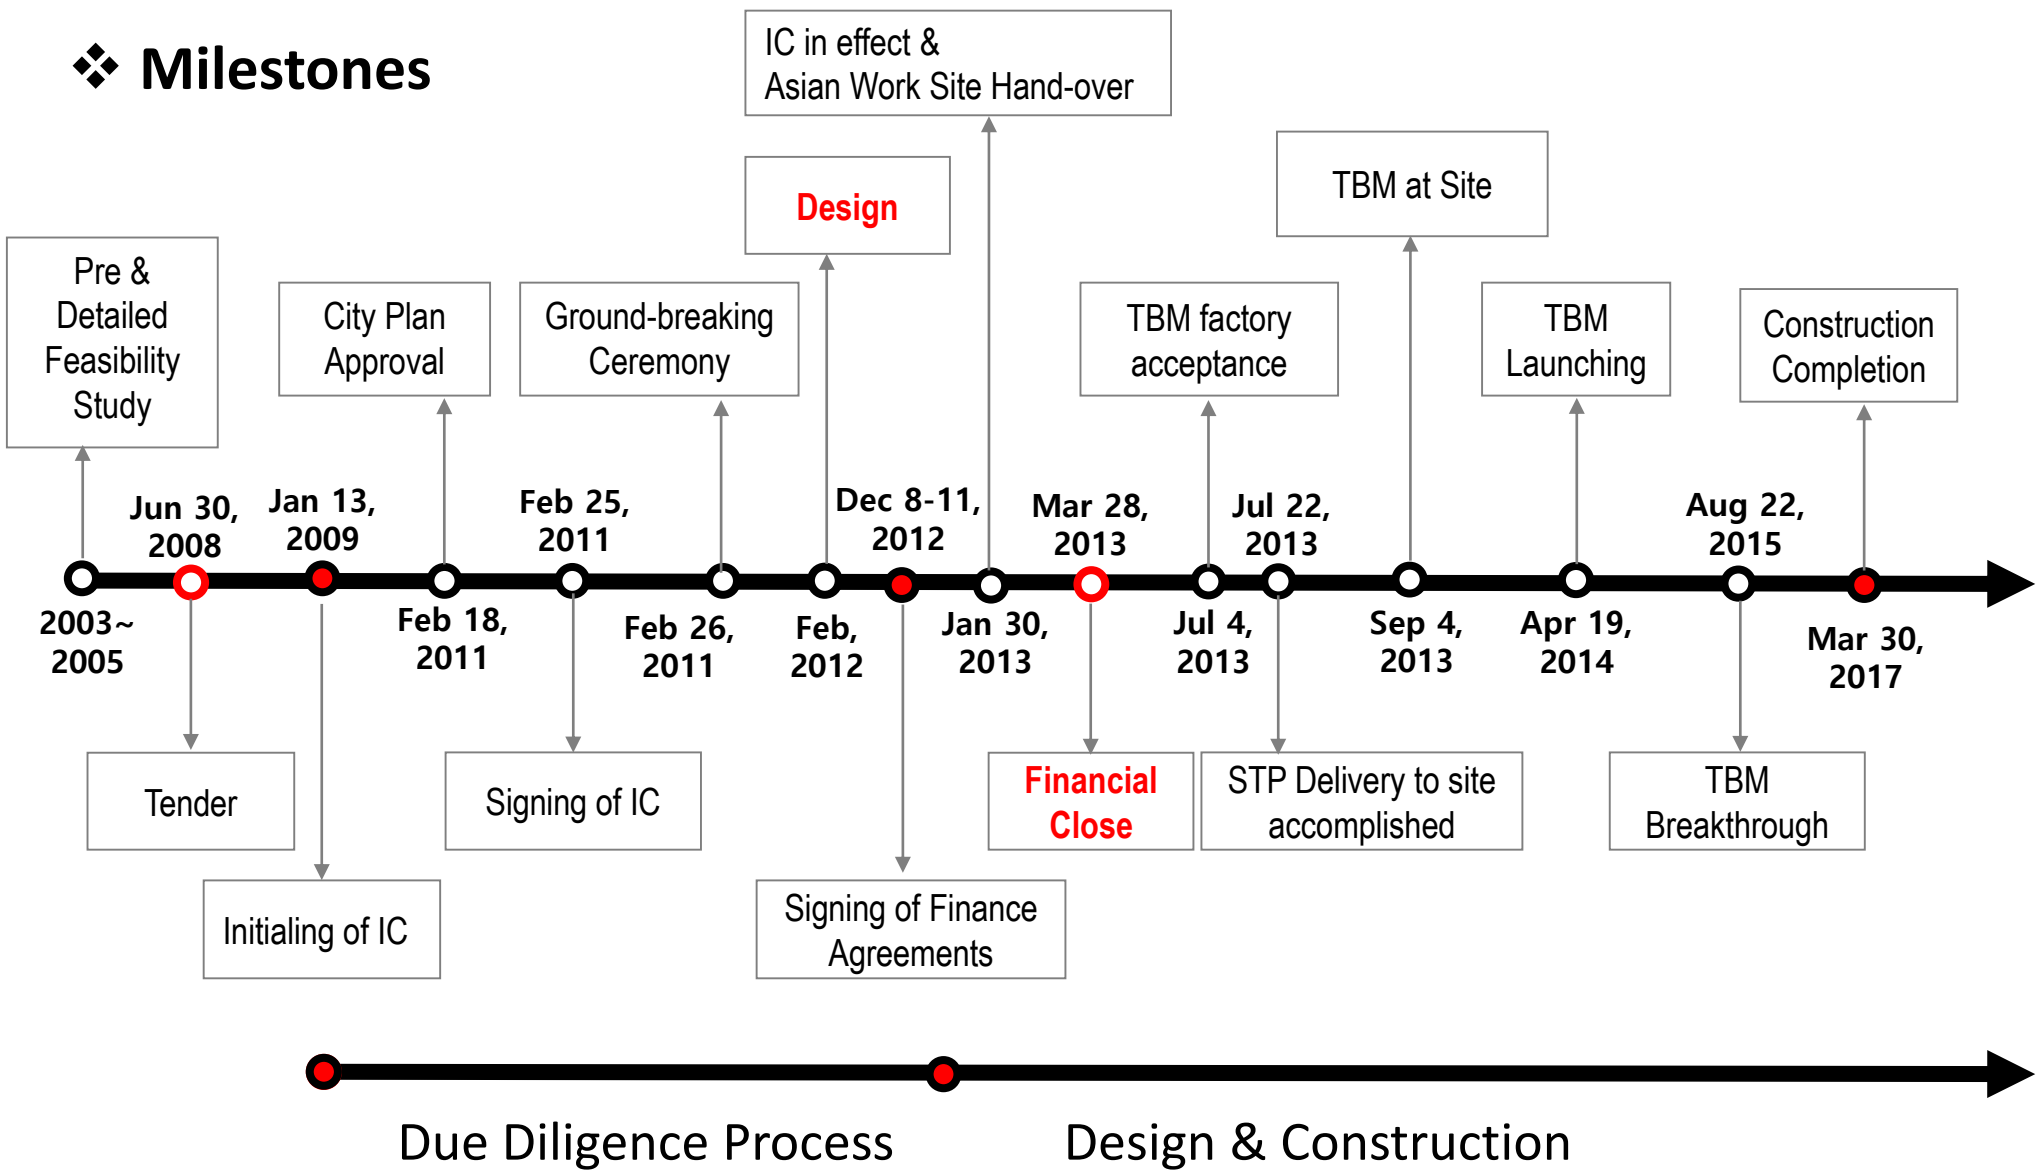 ❖ Milestones
IC in effect &
Asian Work Site Hand-over
Design
TBM at Site
Pre &
Detailed
Feasibility
Study
City Plan
Approval
Ground-breaking
Ceremony
TBM factory
acceptance
TBM
Launching
Construction
Completion
Jun 30,
2008
Jan 13,
2009
Feb 25,
2011
Dec 8-11,
2012
Mar 28,
2013
Jul 22,
2013
Aug 22,
2015
2003~
2005
Feb 18,
2011
Feb 26,
2011
Feb,
2012
Jan 30,
2013
Jul 4,
2013
Sep 4,
2013
Apr 19,
2014
Mar 30,
2017
Tender
Signing of IC
Financial
Close
STP Delivery to site
accomplished
TBM
Breakthrough
Initialing of IC
Signing of Finance
Agreements
Due Diligence Process
Design & Construction